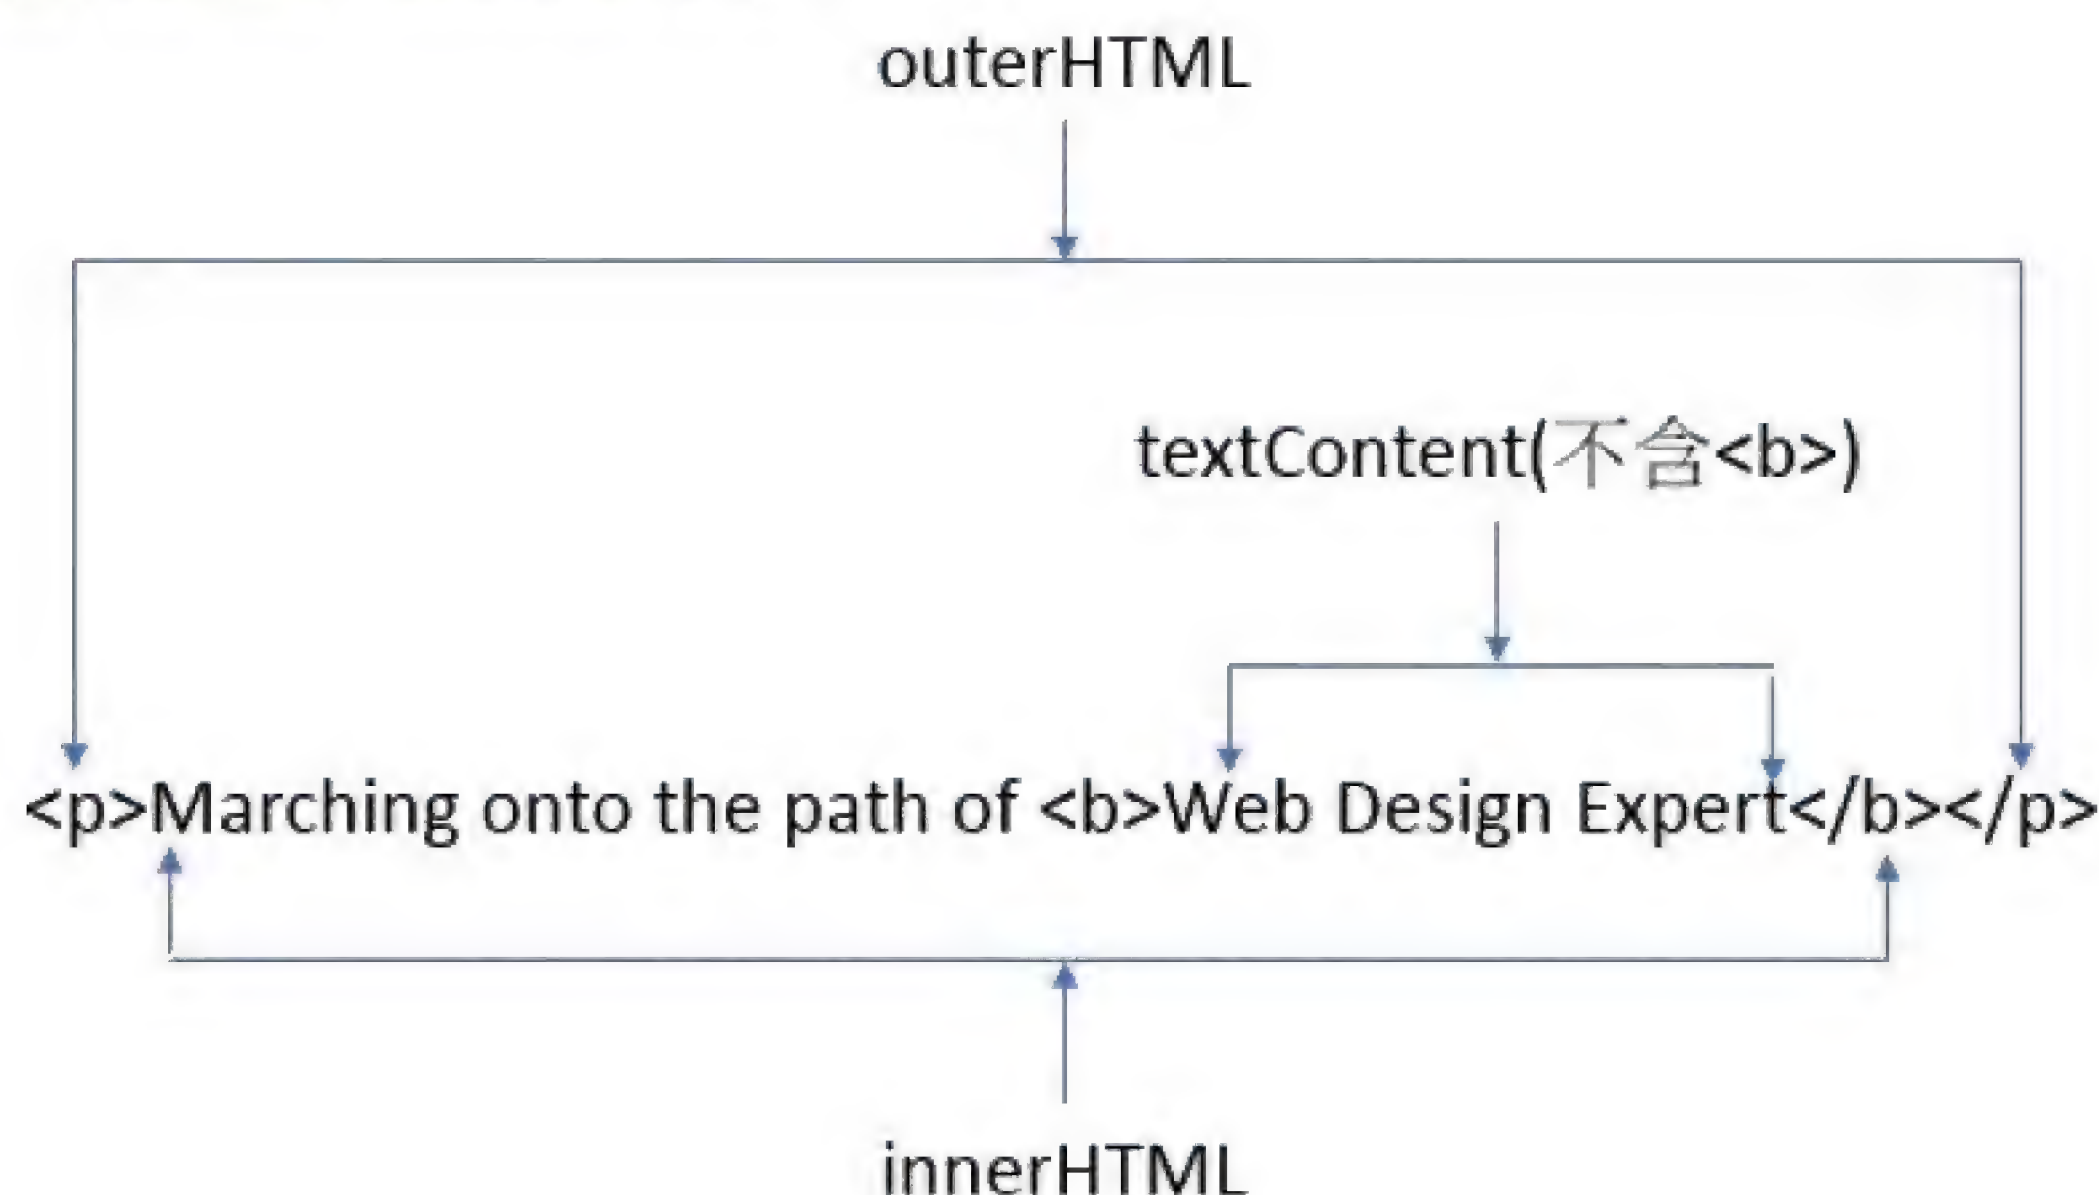 outerHTML
textContent(不含<b>)
<p>Marching onto the path of <b>Web Design Expert</b></p>
innerHTML